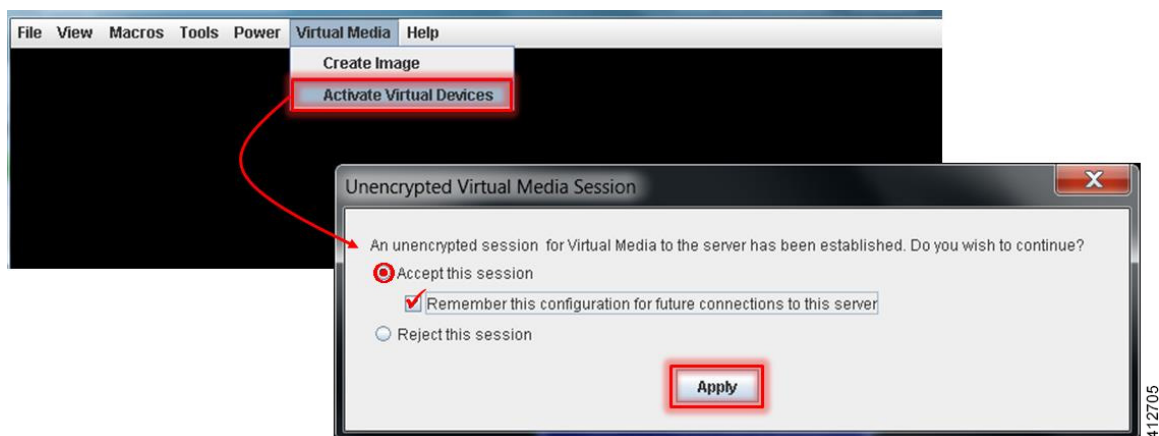 File View Macros Tools Power Virtual Media Help
Create Image
Activate Virtual Devices
Unencrypted Virtual Media Session
An unencrypted session for Virtual Media to the server has been established. Do you wish to continue?
Accept this session
Remember this configuration for future connections to this server
Reject this session
Apply
412705